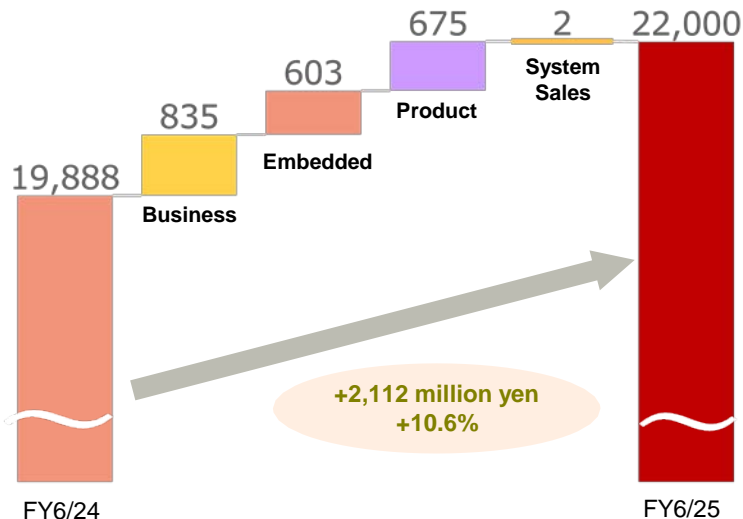 19,888
835
Business
603
Embedded
675
Product
2
System
Sales
22,000
+2,112 million yen
+10.6%
FY6/24
FY6/25